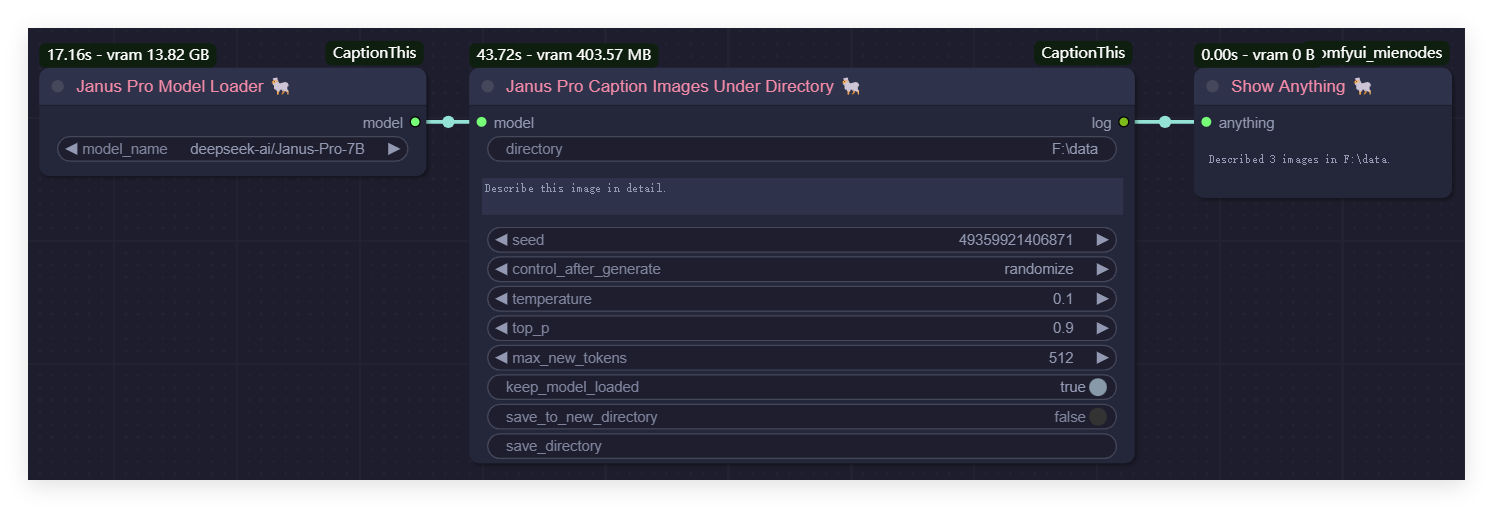 17.16s - vram 13.82 GB
CaptionThis
Janus Pro Model Loader
model
model_name deepseek-ai/Janus-Pro-7B
43.72s - vram 403.57 MB
CaptionThis
Janus Pro Caption Images Under Directory
model
log
directory F:\data
Describe this image in detail.
seed 49359921406871
control_after_generate randomize
temperature 0.1
top_p 0.9
max_new_tokens 512
keep_model_loaded true
save_to_new_directory false
save_directory
0.00s - vram 0 B
omfyui_mienodes
Show Anything
anything
Described 3 images in F:\data.